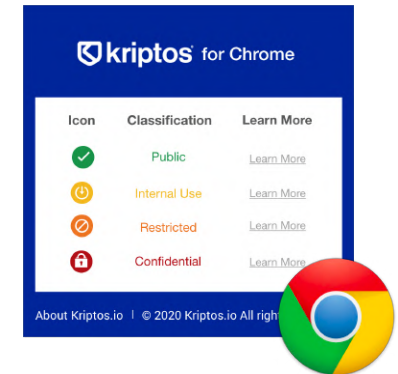 kriptos for Chrome
Icon Classification Learn More
Public Learn More
Internal Use Learn More
Restricted Learn More
Confidential Learn More
About Kriptos.io | © 2020 Kriptos.io All